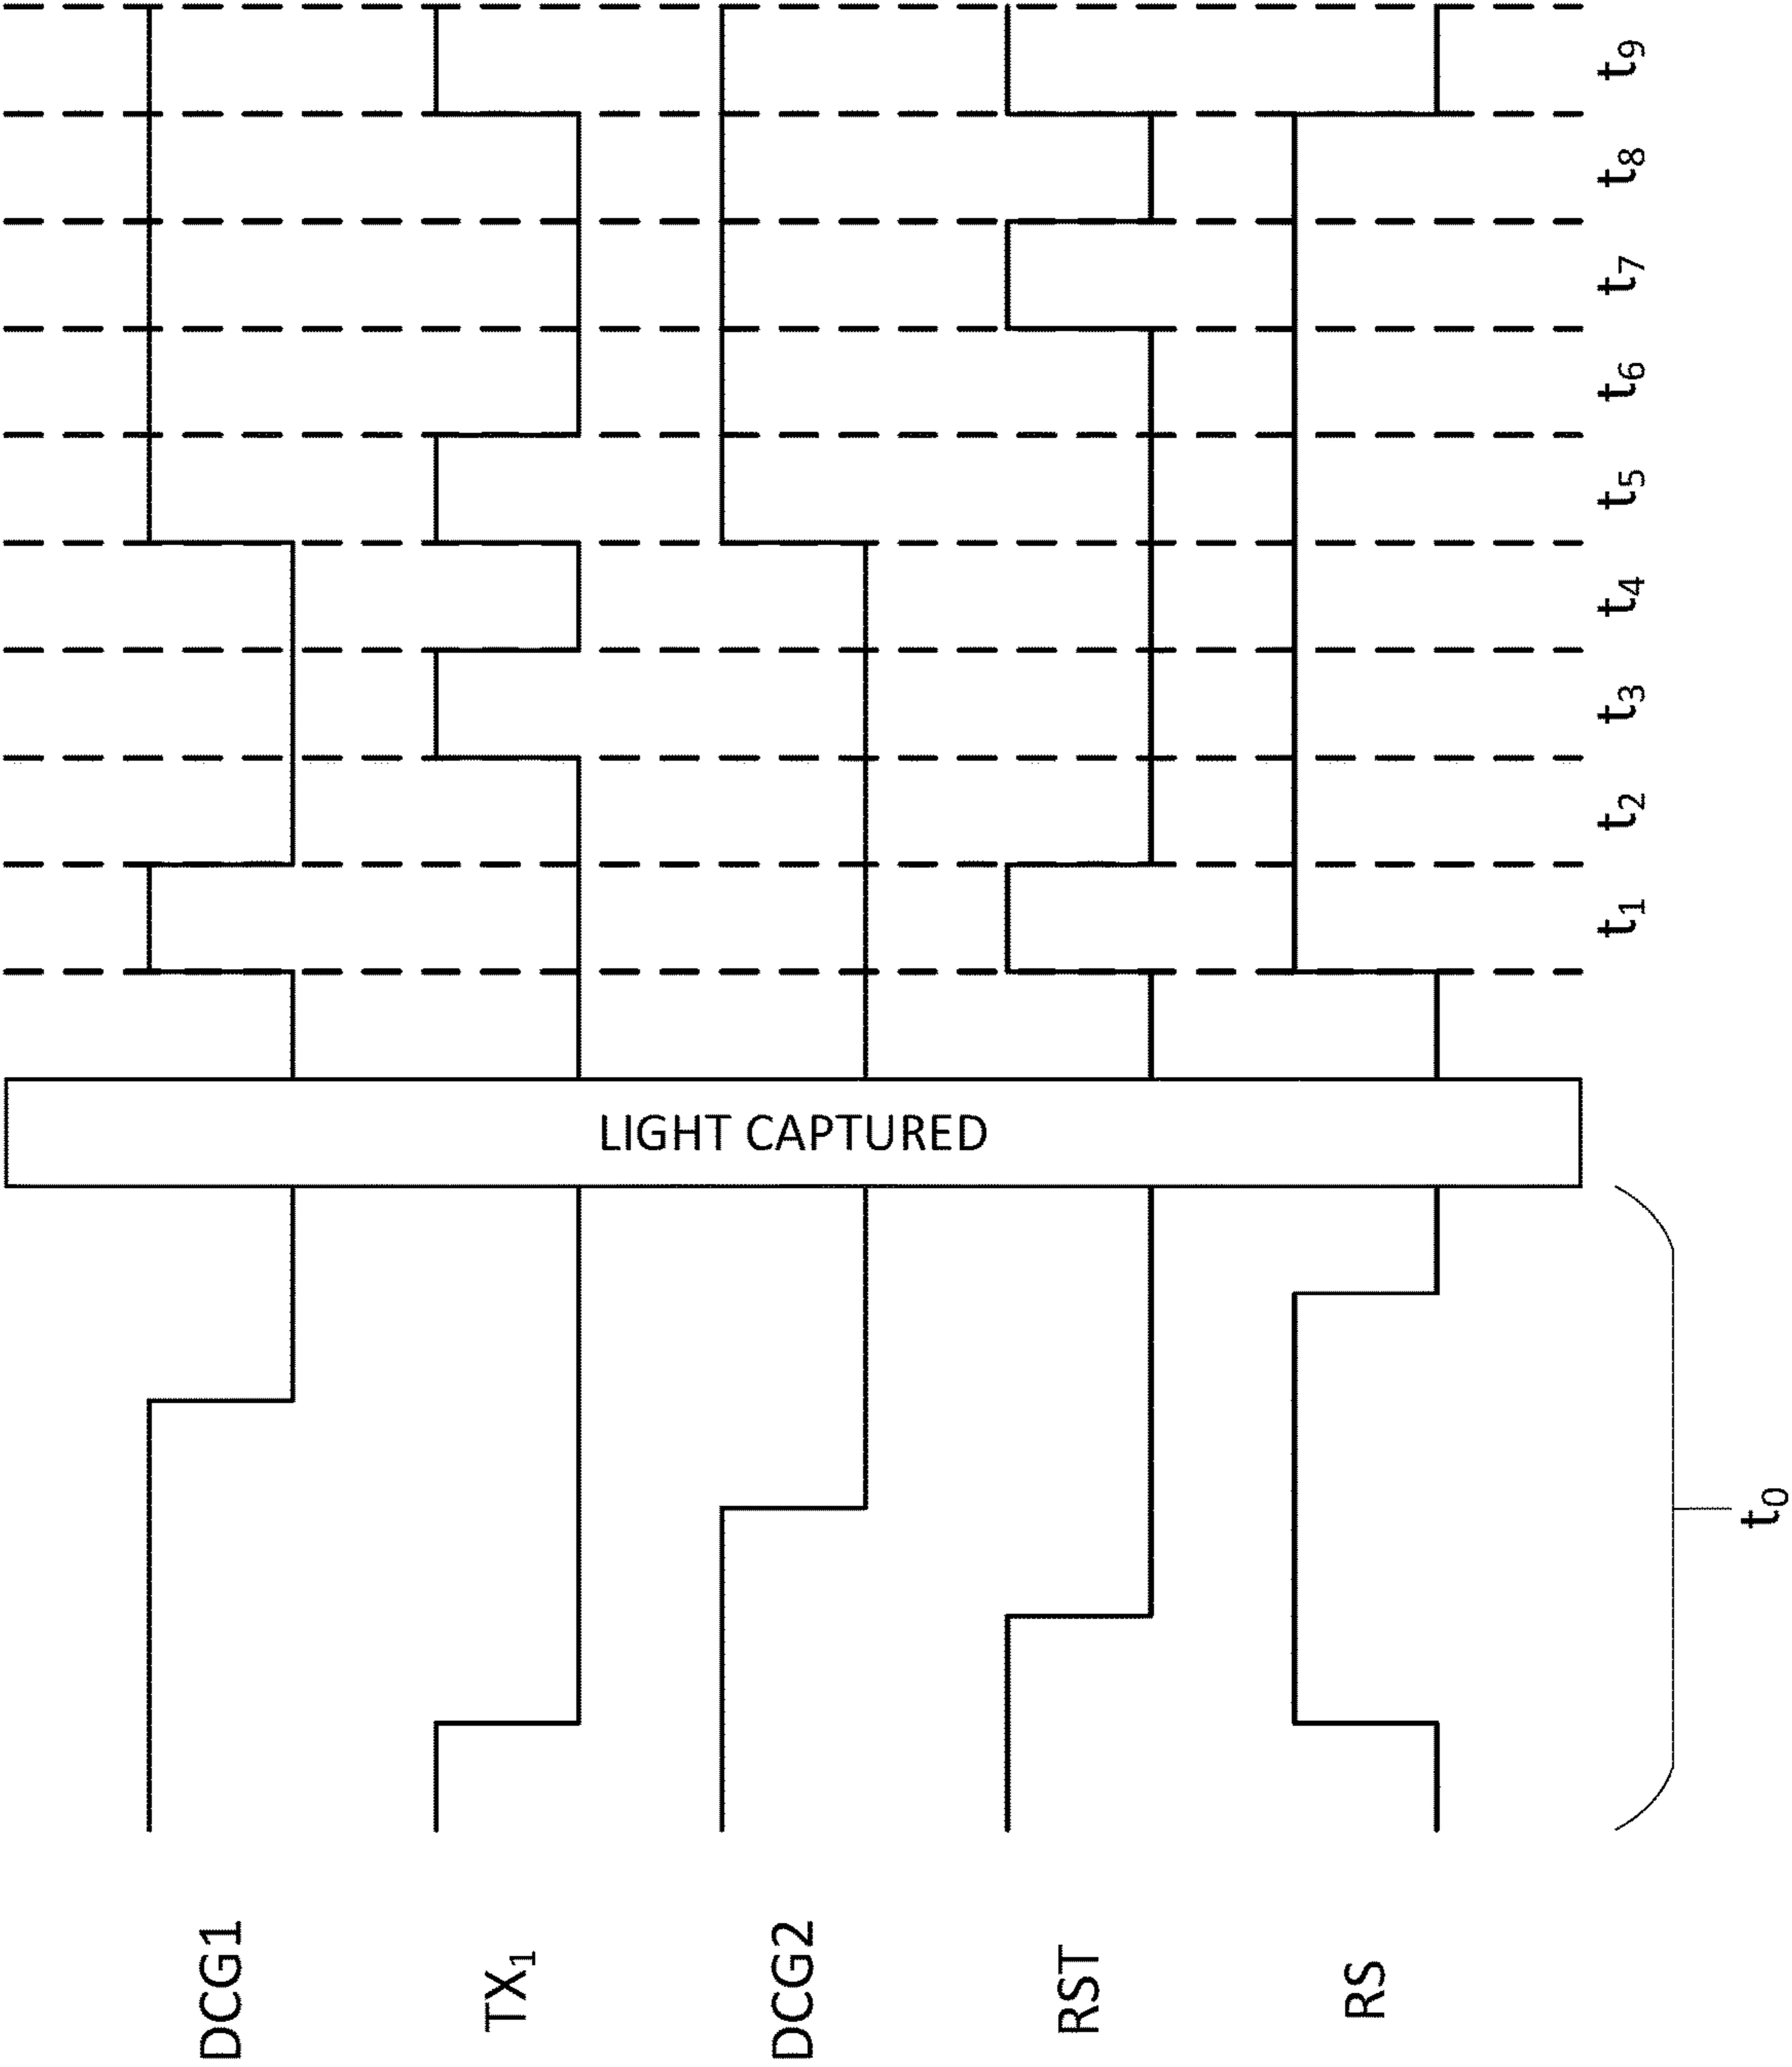 DCG1
TX₁
DCG2
RST
RS
LIGHT CAPTURED
t₀
t₁
t₂
t₃
t₄
t₅
t₆
t₇
t₈
t₉